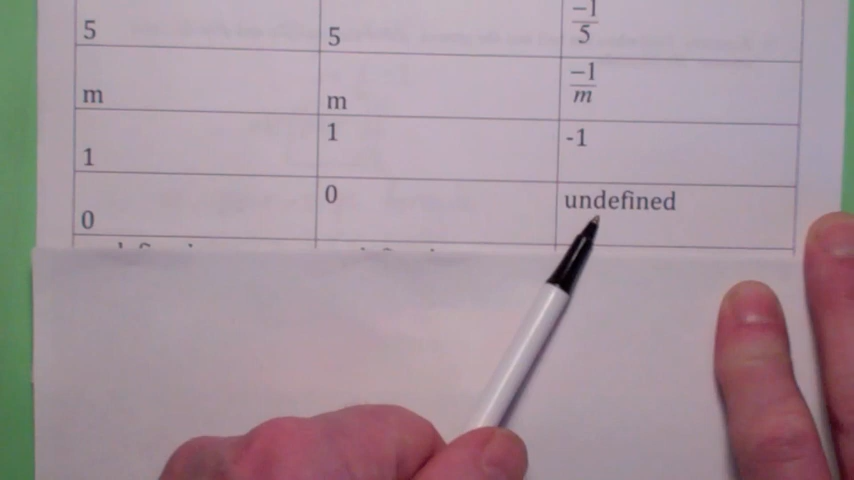 5 5 −1/5
m m −1/m
1 1 -1
0 0 undefined